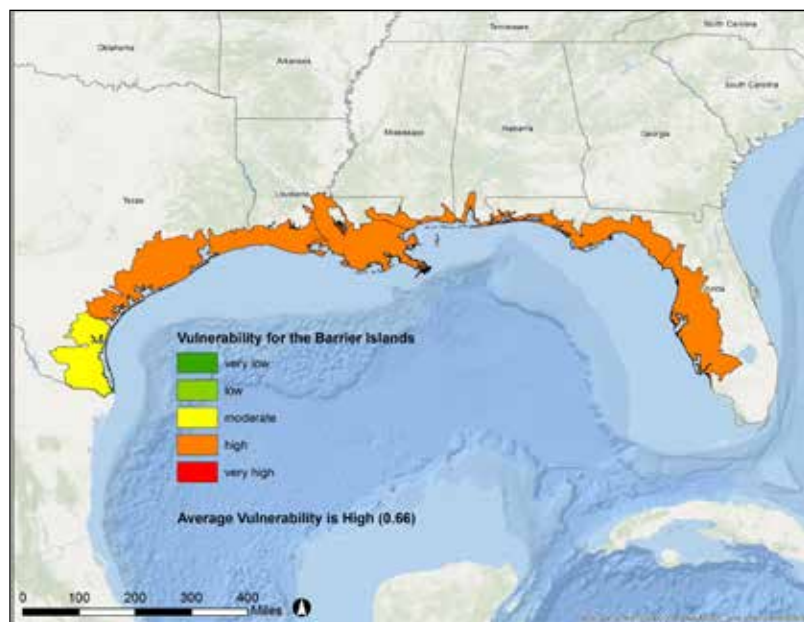 North Carolina
Tennessee
Oklahoma
Arkansas
South Carolina
Mississippi
Alabama
Georgia
Louisiana
Texas
Vulnerability for the Barrier Islands
very low
low
moderate
high
very high
Average Vulnerability is High (0.66)
0 100 200 300 400
Miles